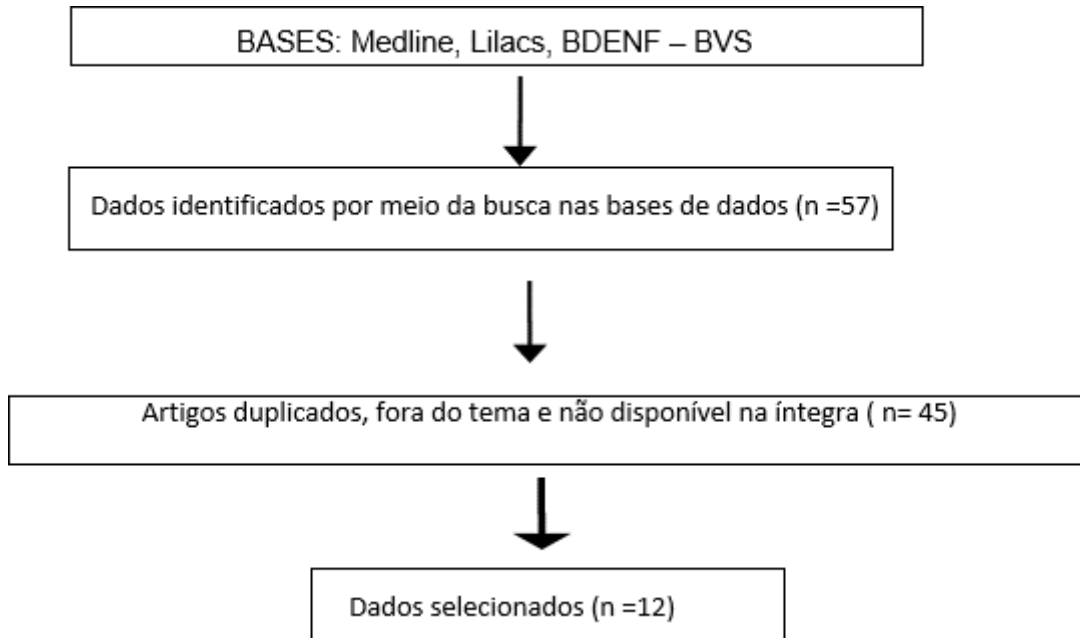 BASES: Medline, Lilacs, BDENF – BVS
Dados identificados por meio da busca nas bases de dados (n =57)
Artigos duplicados, fora do tema e não disponível na íntegra ( n= 45)
Dados selecionados (n =12)